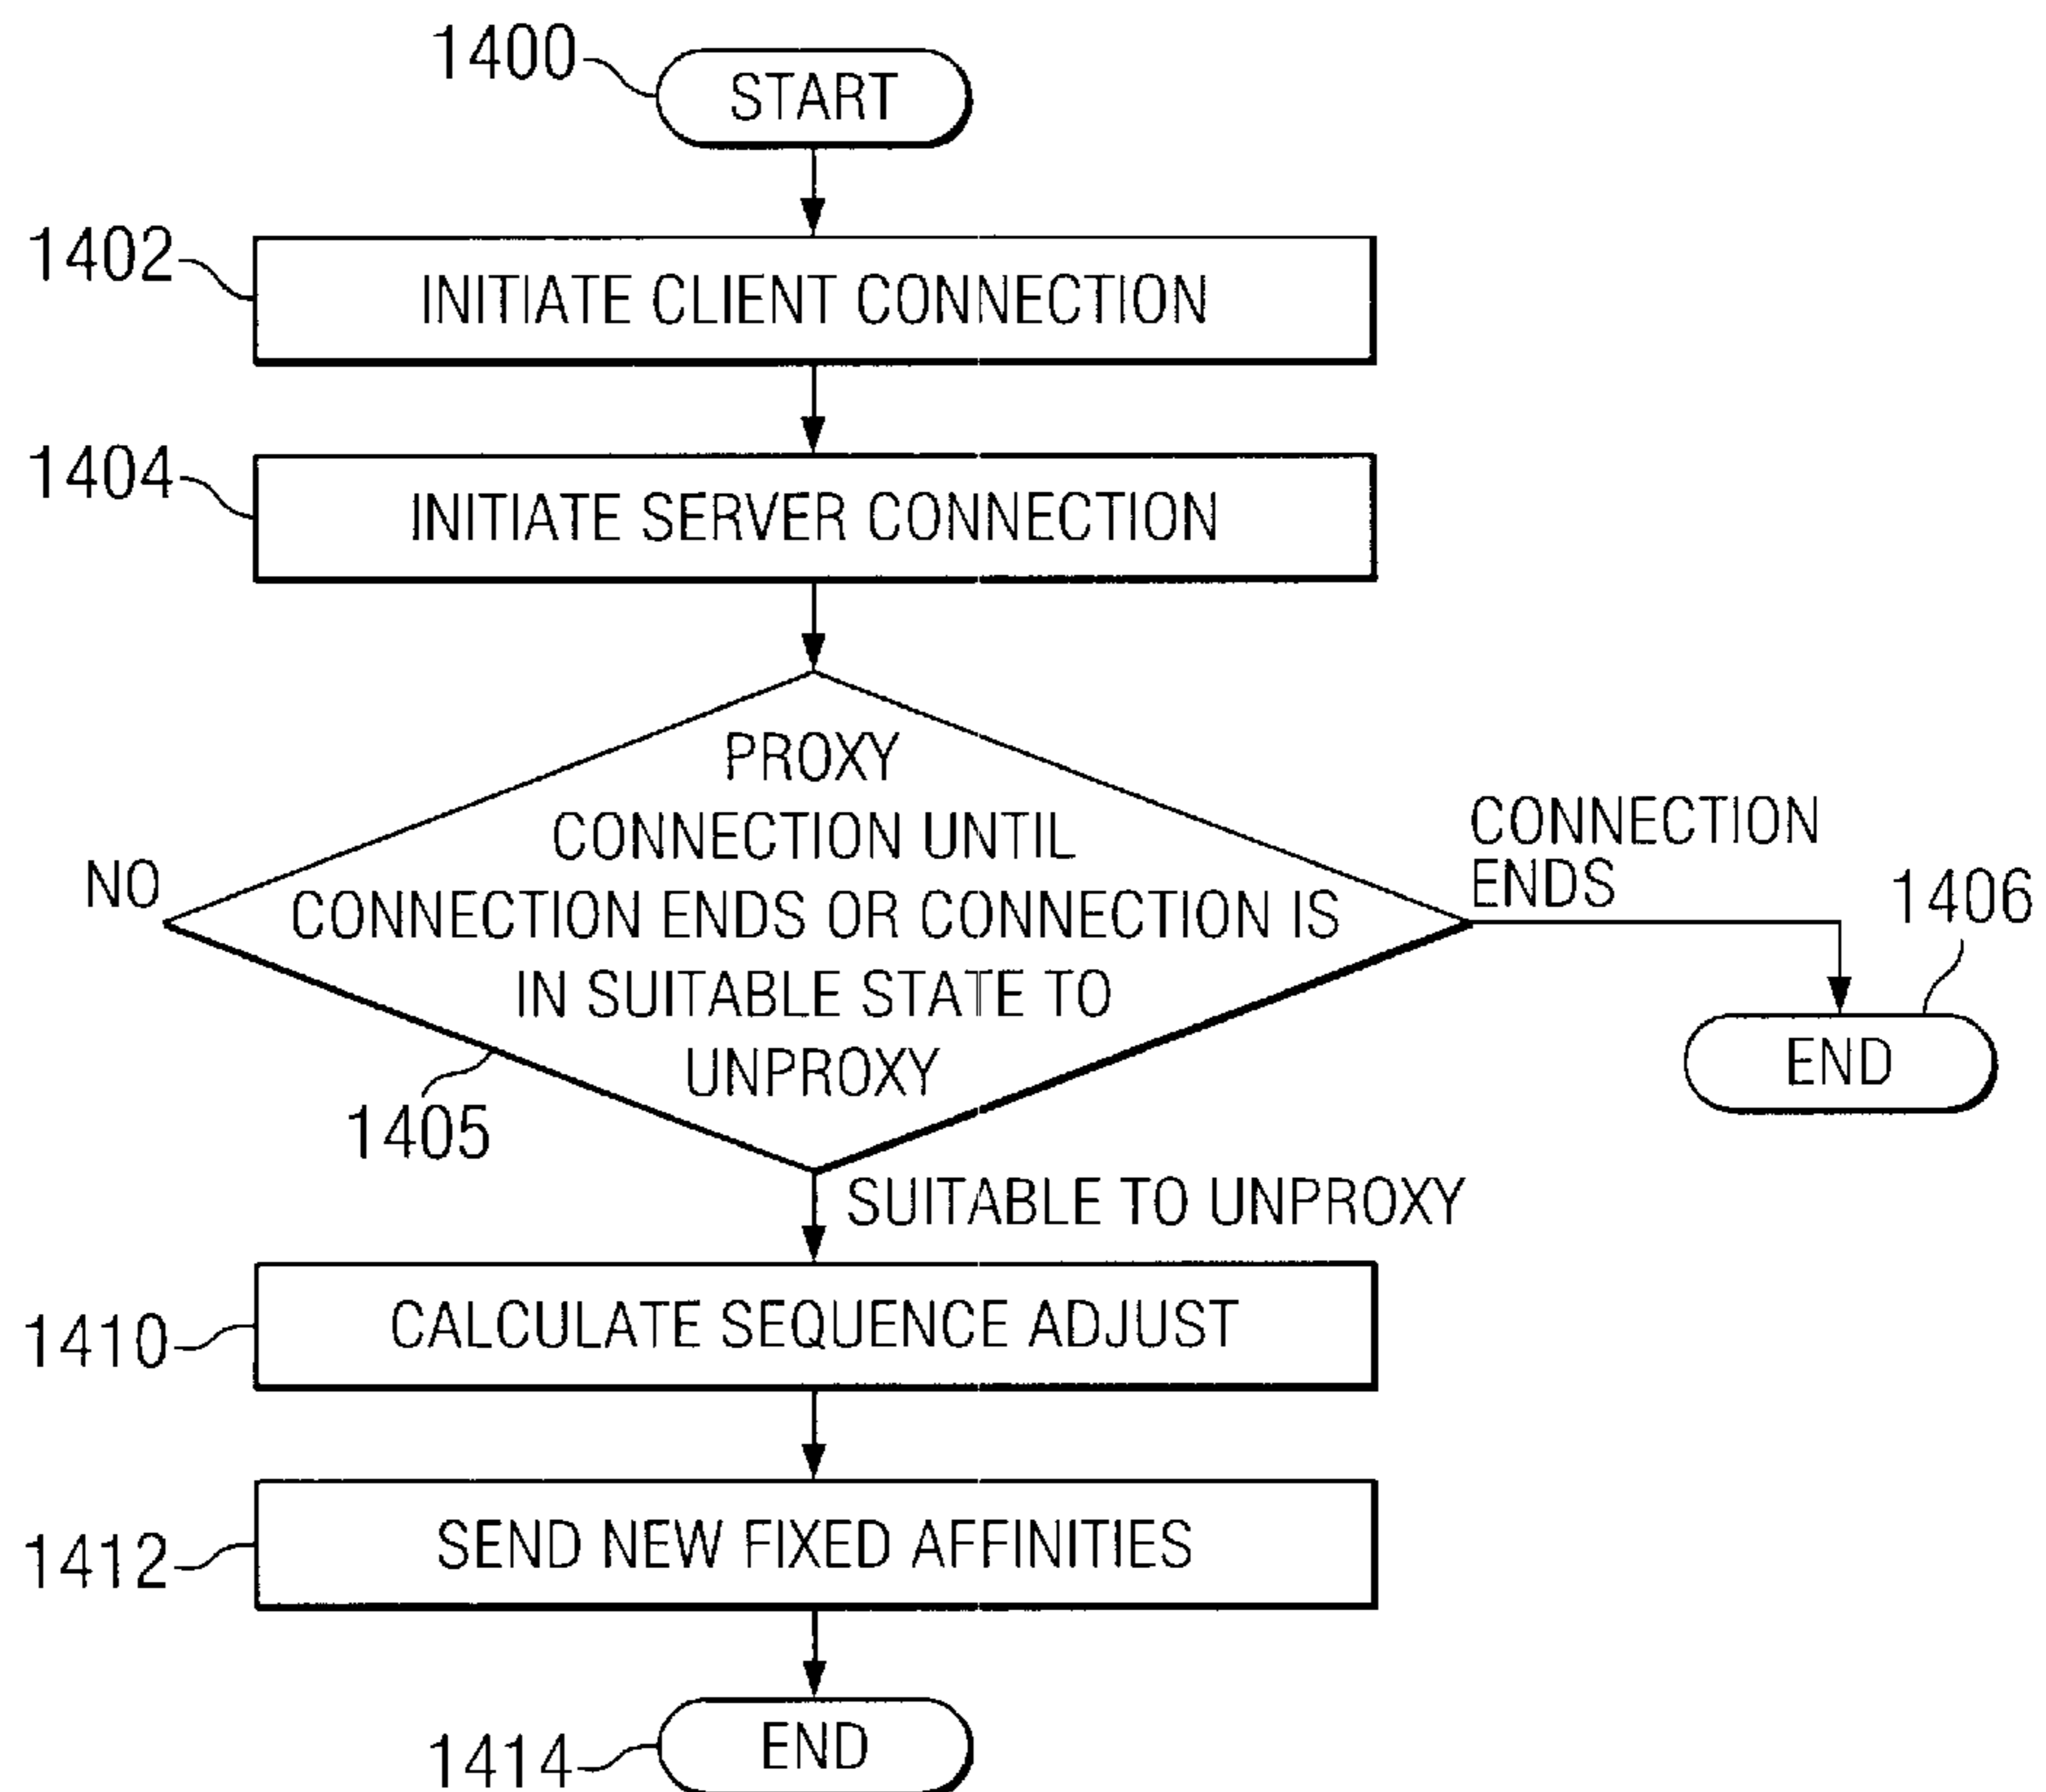 1400
START
1402
INITIATE CLIENT CONNECTION
1404
INITIATE SERVER CONNECTION
PROXY
CONNECTION UNTIL
CONNECTION ENDS OR CONNECTION IS
IN SUITABLE STATE TO
UNPROXY
NO
CONNECTION
ENDS
1406
END
1405
SUITABLE TO UNPROXY
1410
CALCULATE SEQUENCE ADJUST
1412
SEND NEW FIXED AFFINITIES
1414
END